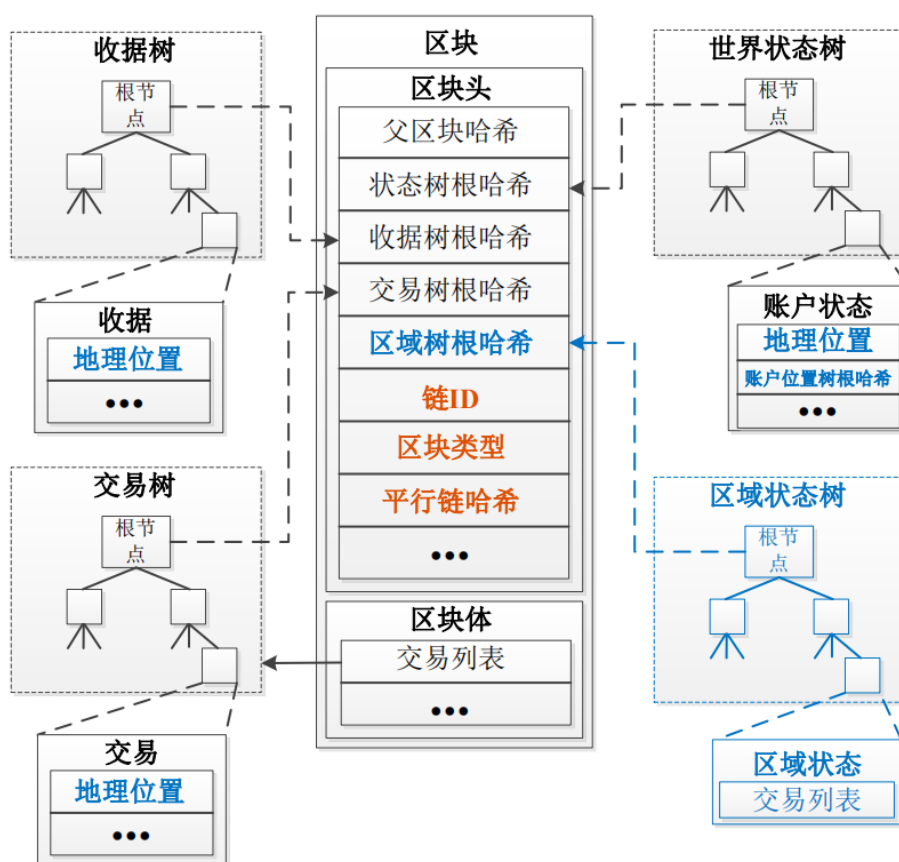 收据树
根节
点
收据
地理位置
•••
交易树
根节
点
交易
地理位置
•••
区块
区块头
父区块哈希
状态树根哈希
收据树根哈希
交易树根哈希
区域树根哈希
链ID
区块类型
平行链哈希
•••
区块体
交易列表
•••
世界状态树
根节
点
账户状态
地理位置
账户位置树根哈希
•••
区域状态树
根节
点
区域状态
交易列表